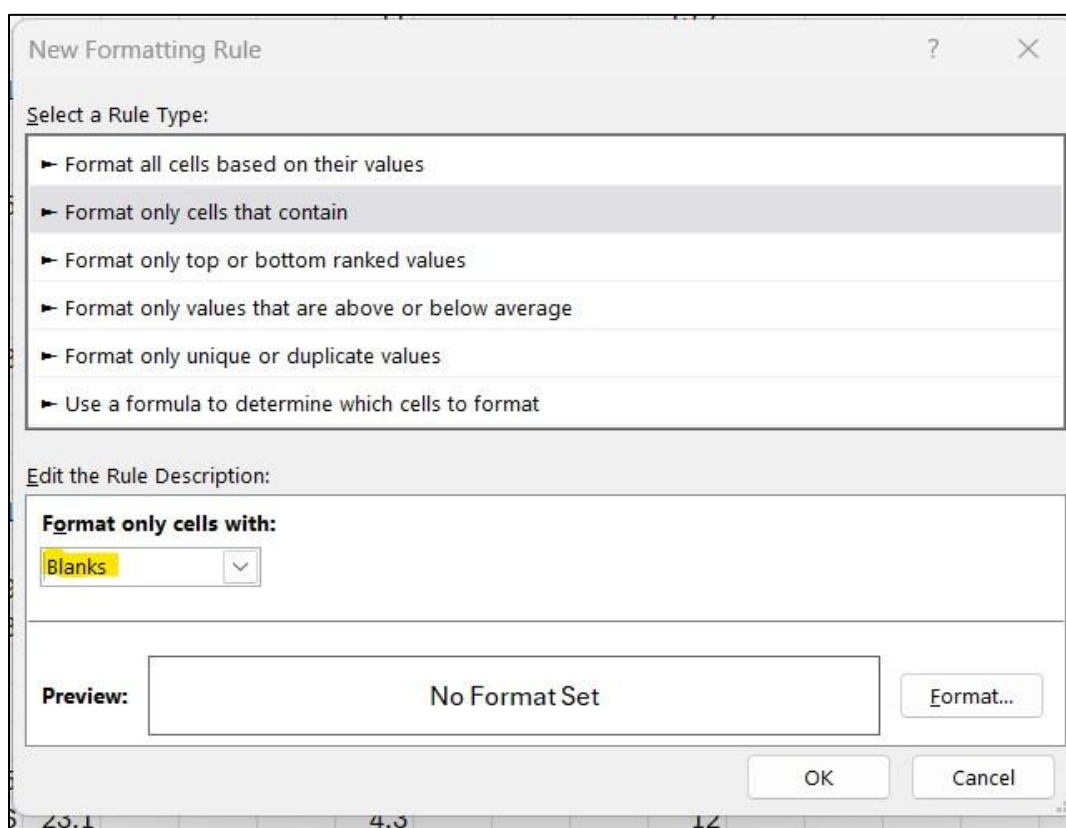 New Formatting Rule ?
Select a Rule Type:
► Format all cells based on their values
► Format only cells that contain
► Format only top or bottom ranked values
► Format only values that are above or below average
► Format only unique or duplicate values
► Use a formula to determine which cells to format
Edit the Rule Description:
Format only cells with:
Blanks
Preview: No Format Set Format...
OK Cancel
23.1 4.3 12